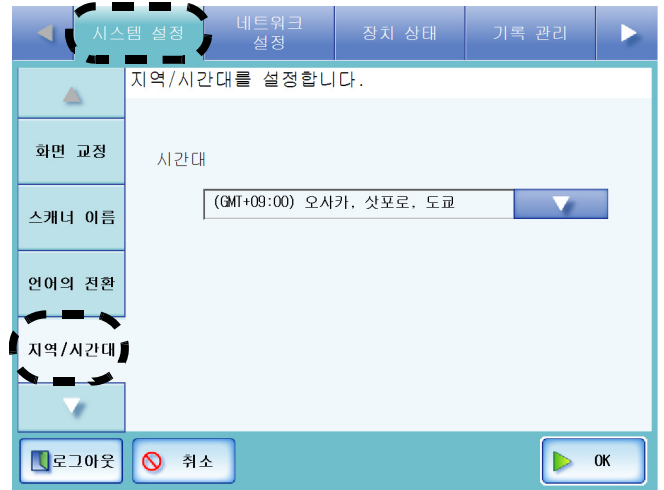 시스템 설정
네트워크
설정
장치 상태
기록 관리
지역/시간대를 설정합니다.
화면 교정
스캐너 이름
언어의 전환
지역/시간대
시간대
(GMT+09:00) 오사카, 삿포로, 도쿄
로그아웃
취소
OK